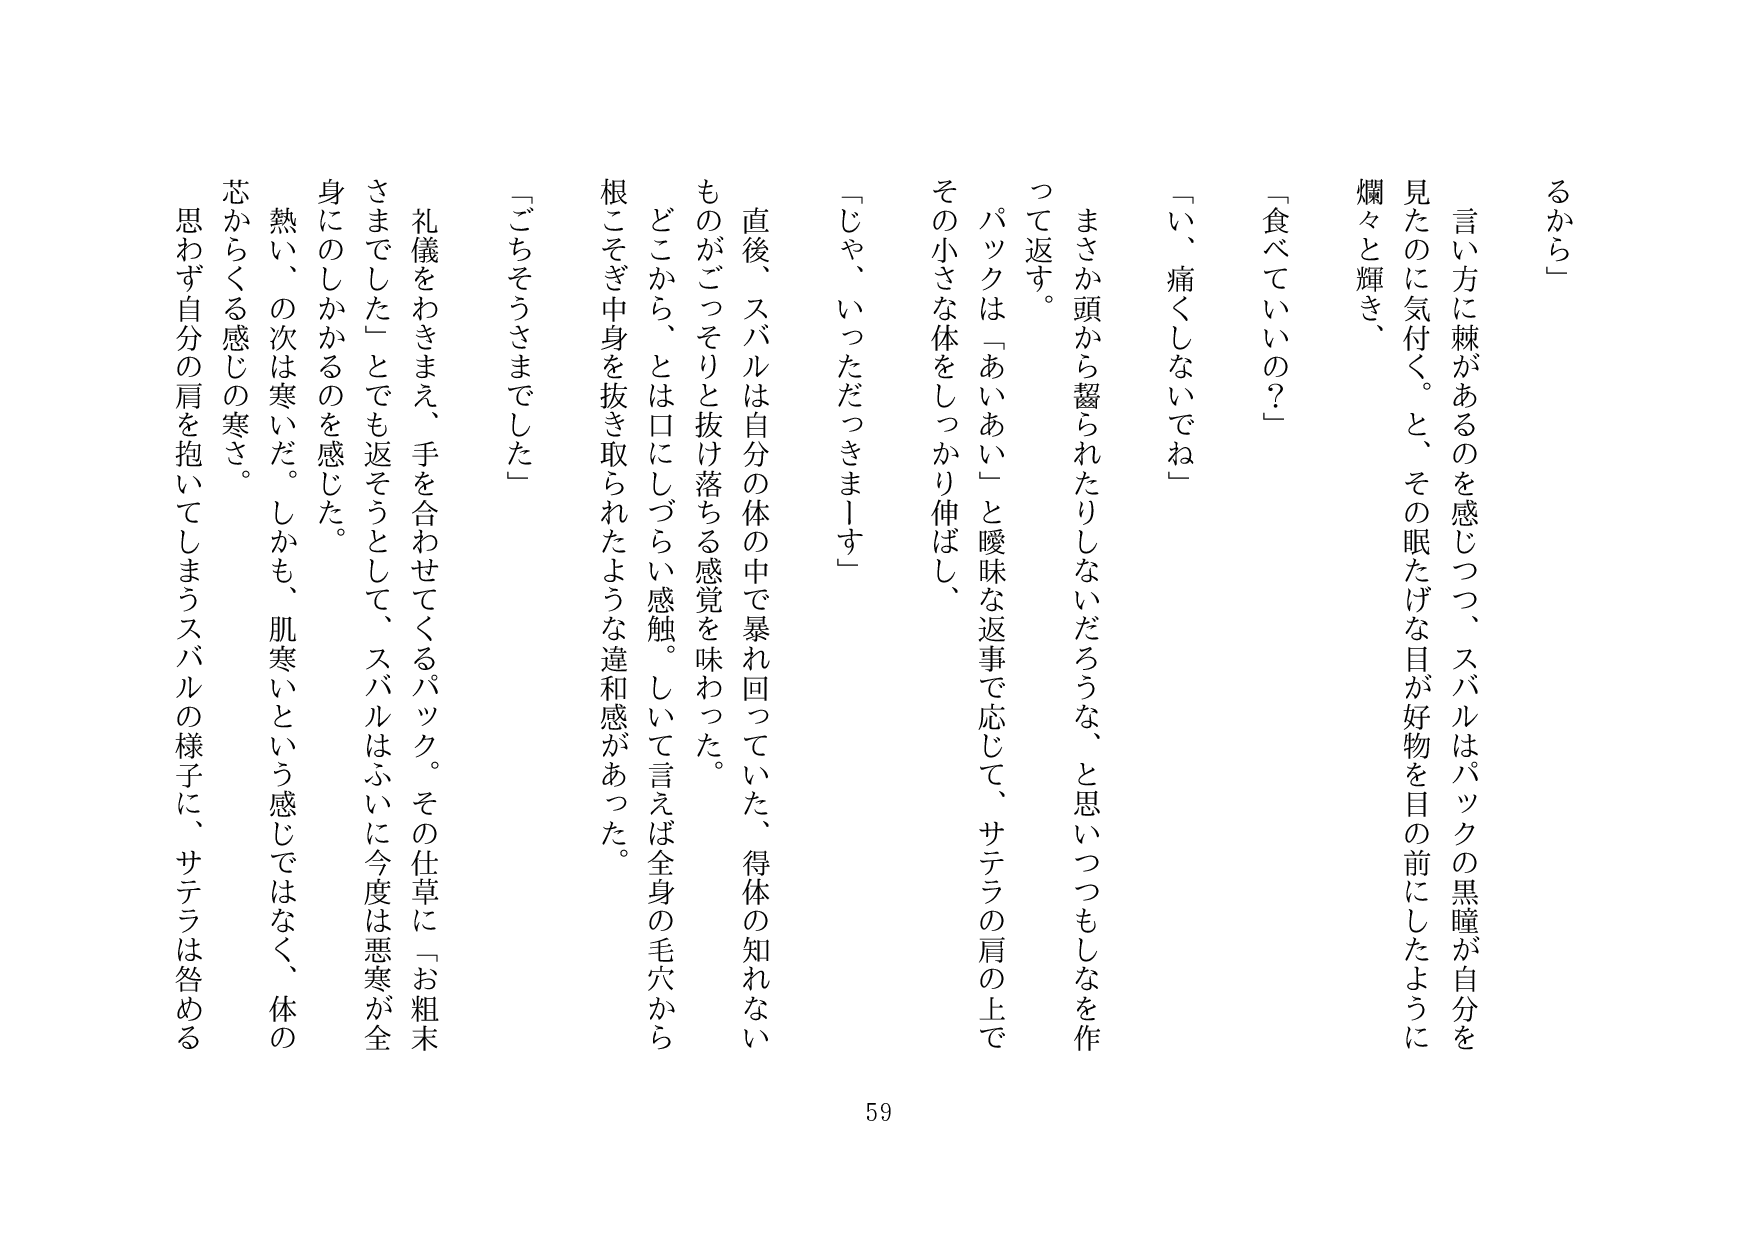 るから」
言い方に棘があるのを感じつつ、スバルはパックの黒瞳が自分を
見たのに気付く。と、その眠たげな目が好物を目の前にしたように
爛々と輝き、
「食べていいの？」
「い、痛くしないでね」
まさか頭から齧られたりしないだろうな、と思いつつもしなを作
って返す。
パックは「あいあい」と曖昧な返事で応じて、サテラの肩の上で
その小さな体をしっかり伸ばし、
「じゃ、いっただっきまーす」
直後、スバルは自分の体の中で暴れ回っていた、得体の知れない
ものがごっそりと抜け落ちる感覚を味わった。
どこから、とは口にしづらい感触。しいて言えば全身の毛穴から
根こそぎ中身を抜き取られたような違和感があった。
「ごちそうさまでした」
礼儀をわきまえ、手を合わせてくるパック。その仕草に「お粗末
さまでした」とでも返そうとして、スバルはふいに今度は悪寒が全
身にのしかかるのを感じた。
熱い、の次は寒いだ。しかも、肌寒いという感じではなく、体の
芯からくる感じの寒さ。
思わず自分の肩を抱いてしまうスバルの様子に、サテラは咎める
59